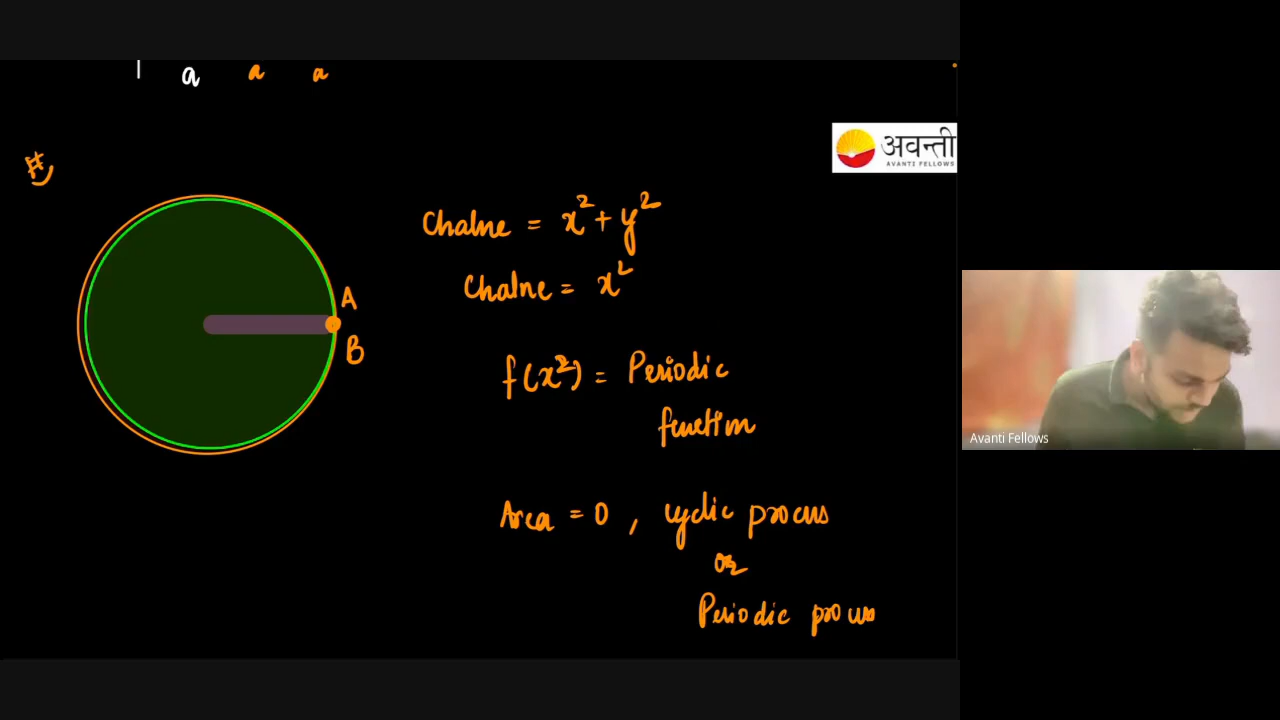 a a a
#
अवन्ती
AVANTI FELLOWS
Chalne = x² + y²
Chalne = x²
A
B
f(x²) = Periodic
function
Area = 0 , cyclic process
or
Periodic process
Avanti Fellows